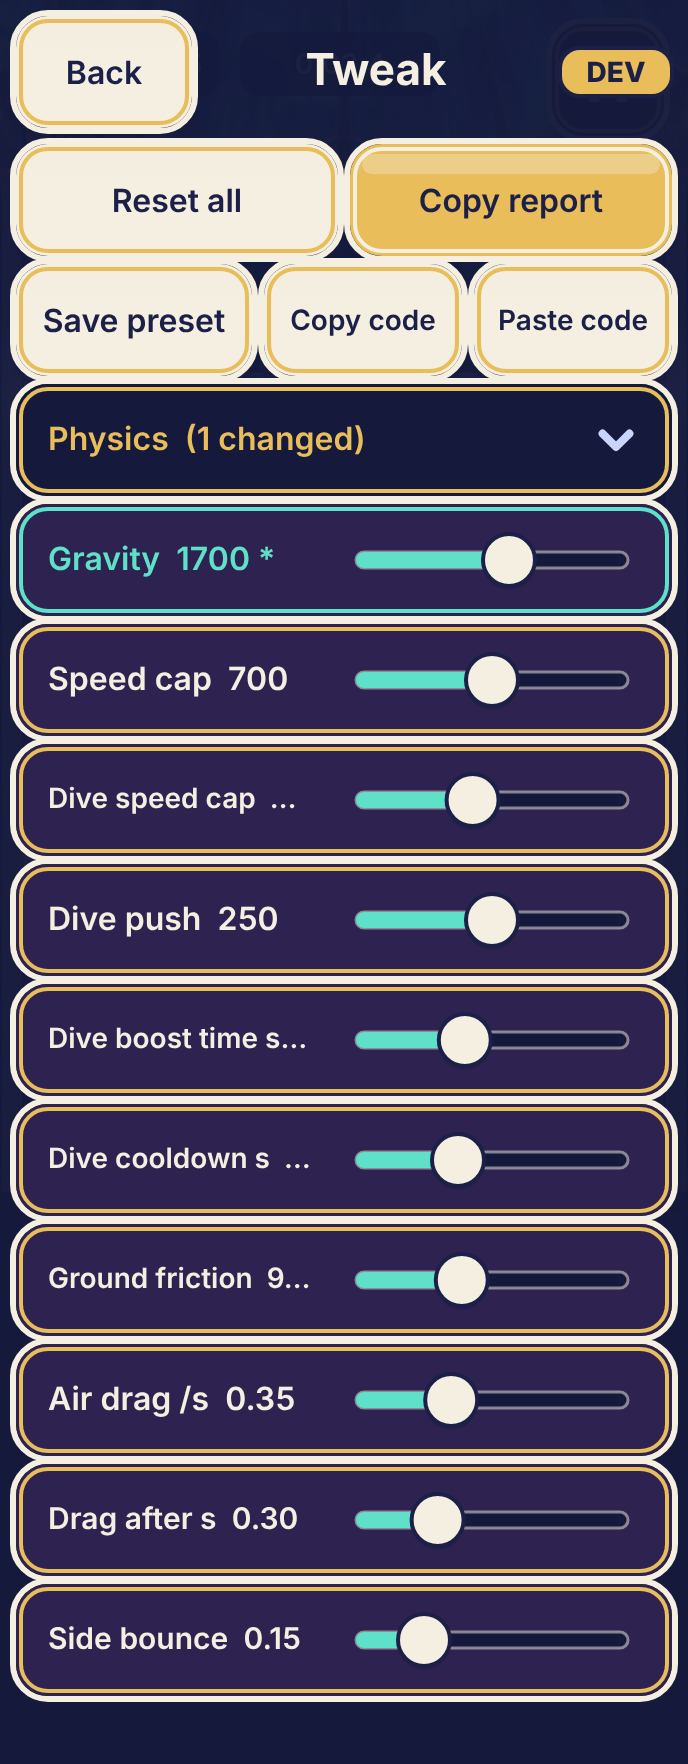 Back
Tweak
DEV
Reset all
Copy report
Save preset
Copy code
Paste code
Physics (1 changed)
Gravity 1700 *
Speed cap 700
Dive speed cap ...
Dive push 250
Dive boost time s...
Dive cooldown s ...
Ground friction 9...
Air drag /s 0.35
Drag after s 0.30
Side bounce 0.15